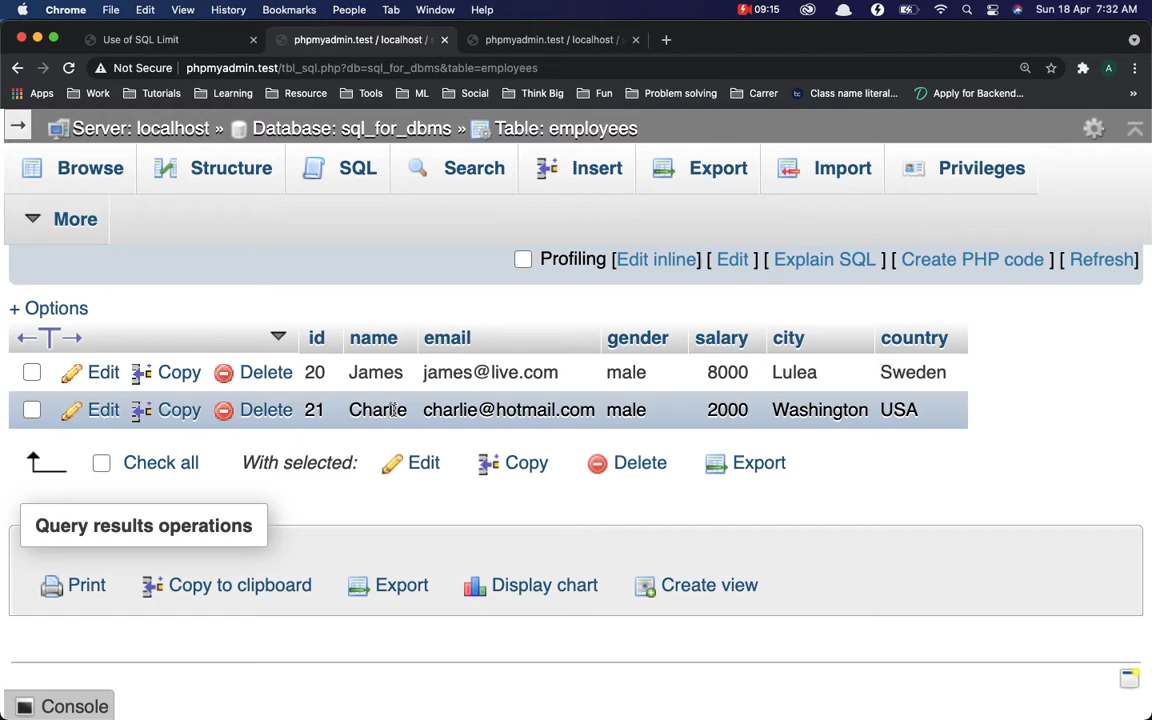 Chrome File Edit View History Bookmarks People Tab Window Help 09:15 Sun 18 Apr 7:32 AM
Use of SQL Limit phpmyadmin.test / localhost / phpmyadmin.test / localhost /
Not Secure phpmyadmin.test/tbl_sql.php?db=sql_for_dbms&table=employees
Apps Work Tutorials Learning Resource Tools ML Social Think Big Fun Problem solving Carrer Class name literal... Apply for Backend... »
Server: localhost » Database: sql_for_dbms » Table: employees
Browse Structure SQL Search Insert Export Import Privileges
More
Profiling [Edit inline] [ Edit ] [ Explain SQL ] [ Create PHP code ] [ Refresh]
+ Options
id name email gender salary city country
Edit Copy Delete 20 James james@live.com male 8000 Lulea Sweden
Edit Copy Delete 21 Charlie charlie@hotmail.com male 2000 Washington USA
Check all With selected: Edit Copy Delete Export
Query results operations
Print Copy to clipboard Export Display chart Create view
Console